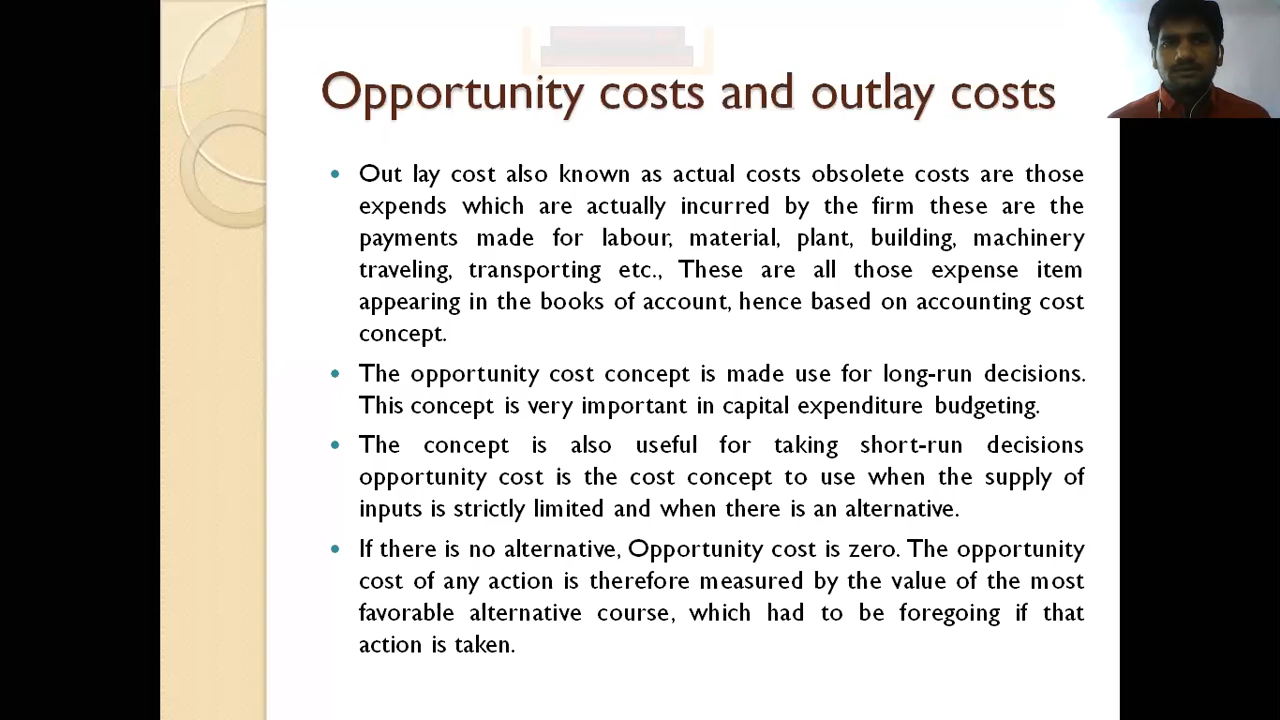 Opportunity costs and outlay costs
• Out lay cost also known as actual costs obsolete costs are those
expends which are actually incurred by the firm these are the
payments made for labour, material, plant, building, machinery
traveling, transporting etc., These are all those expense item
appearing in the books of account, hence based on accounting cost
concept.
• The opportunity cost concept is made use for long-run decisions.
This concept is very important in capital expenditure budgeting.
• The concept is also useful for taking short-run decisions
opportunity cost is the cost concept to use when the supply of
inputs is strictly limited and when there is an alternative.
• If there is no alternative, Opportunity cost is zero. The opportunity
cost of any action is therefore measured by the value of the most
favorable alternative course, which had to be foregoing if that
action is taken.